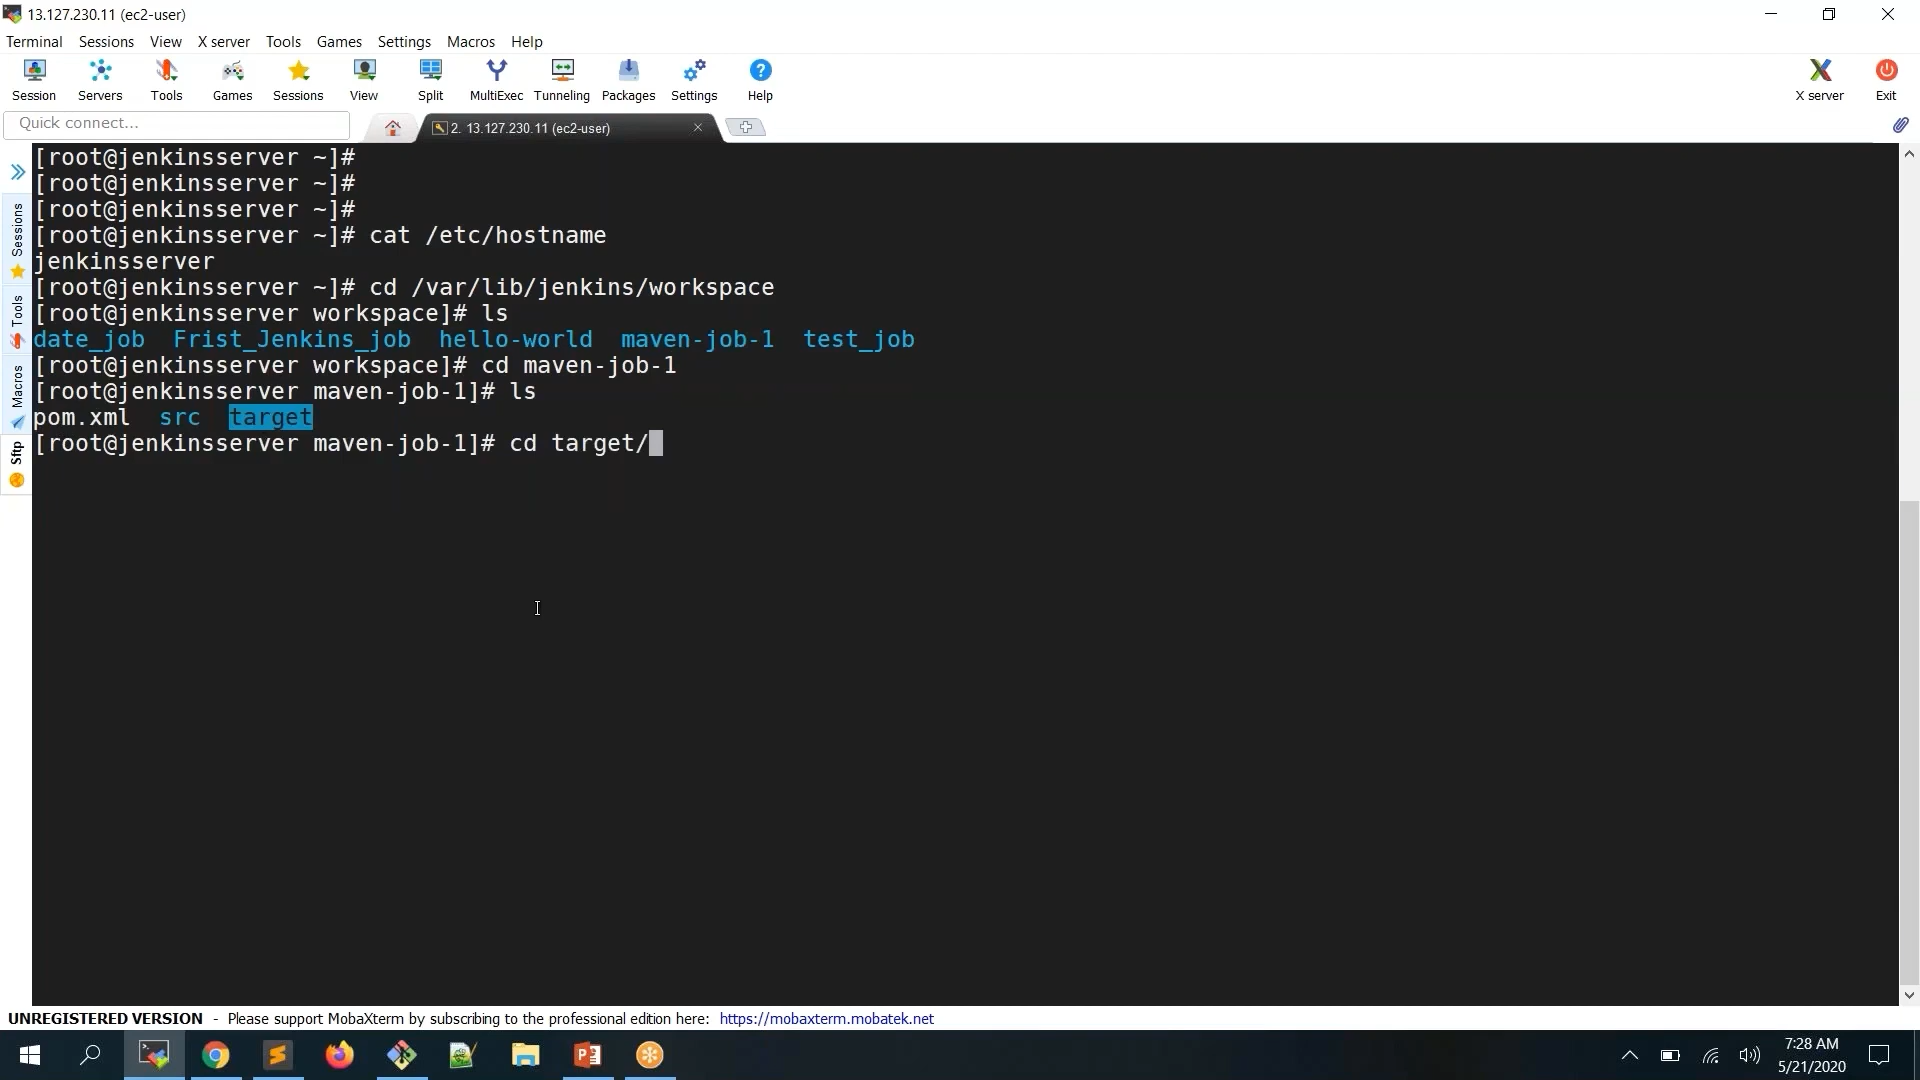 13.127.230.11 (ec2-user)
Terminal Sessions View X server Tools Games Settings Macros Help
Session Servers Tools Games Sessions View Split MultiExec Tunneling Packages Settings Help X server Exit
Quick connect...
2. 13.127.230.11 (ec2-user)
[root@jenkinsserver ~]#
[root@jenkinsserver ~]#
[root@jenkinsserver ~]#
[root@jenkinsserver ~]# cat /etc/hostname
jenkinsserver
[root@jenkinsserver ~]# cd /var/lib/jenkins/workspace
[root@jenkinsserver workspace]# ls
date_job Frist_Jenkins_job hello-world maven-job-1 test_job
[root@jenkinsserver workspace]# cd maven-job-1
[root@jenkinsserver maven-job-1]# ls
pom.xml src target
[root@jenkinsserver maven-job-1]# cd target/
Sessions
Tools
Macros
Sftp
UNREGISTERED VERSION - Please support MobaXterm by subscribing to the professional edition here: https://mobaxterm.mobatek.net
7:28 AM
5/21/2020